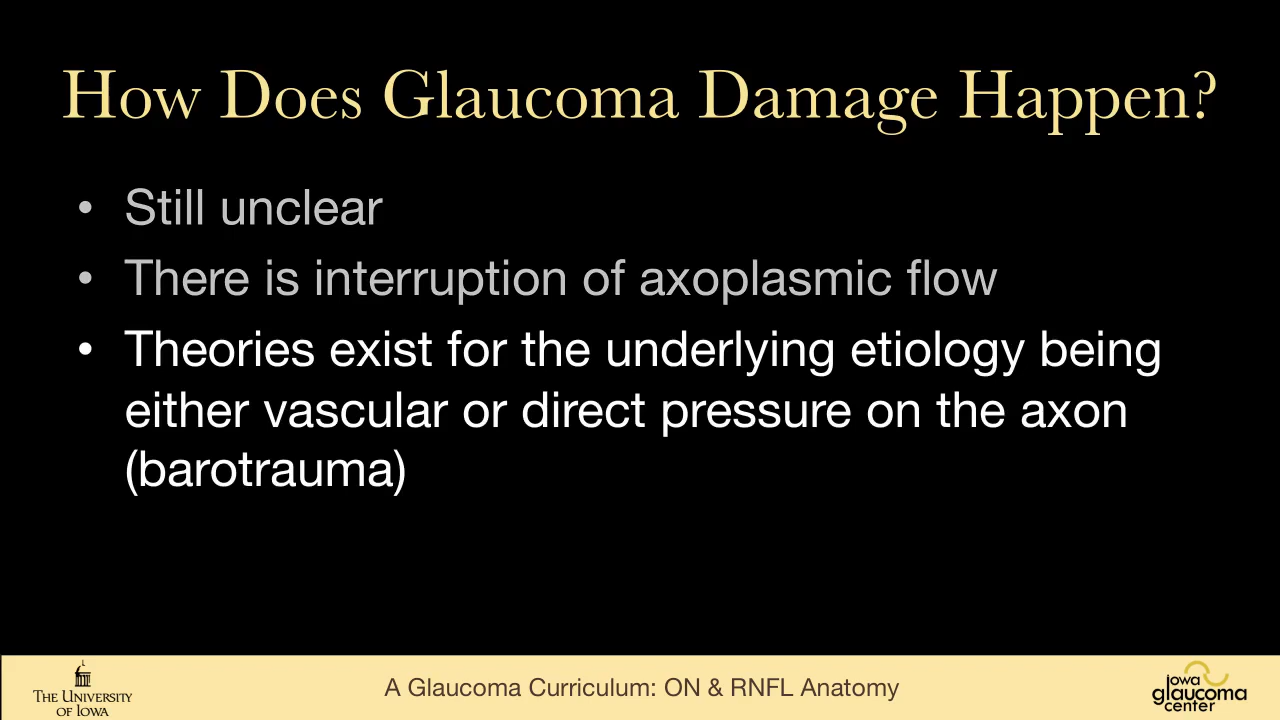 How Does Glaucoma Damage Happen?
• Still unclear
• There is interruption of axoplasmic flow
• Theories exist for the underlying etiology being
either vascular or direct pressure on the axon
(barotrauma)
THE UNIVERSITY
OF IOWA
A Glaucoma Curriculum: ON & RNFL Anatomy
iowa
glaucoma
center